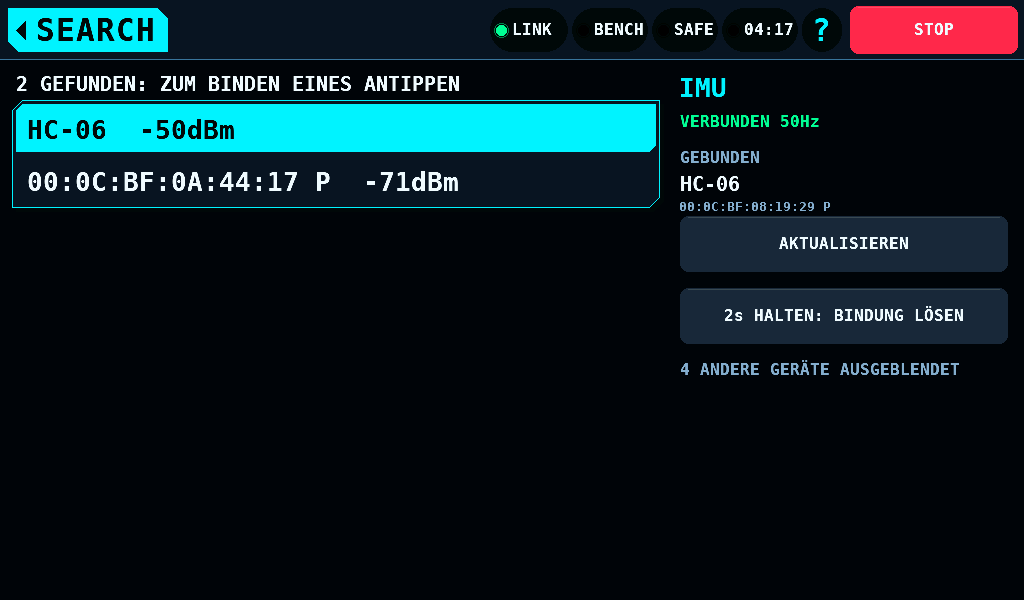 SEARCH
LINK
BENCH
SAFE
04:17
?
STOP
2 GEFUNDEN: ZUM BINDEN EINES ANTIPPEN
HC-06 -50dBm
00:0C:BF:0A:44:17 P -71dBm
IMU
VERBUNDEN 50Hz
GEBUNDEN
HC-06
00:0C:BF:08:19:29 P
AKTUALISIEREN
2s HALTEN: BINDUNG LÖSEN
4 ANDERE GERÄTE AUSGEBLENDET